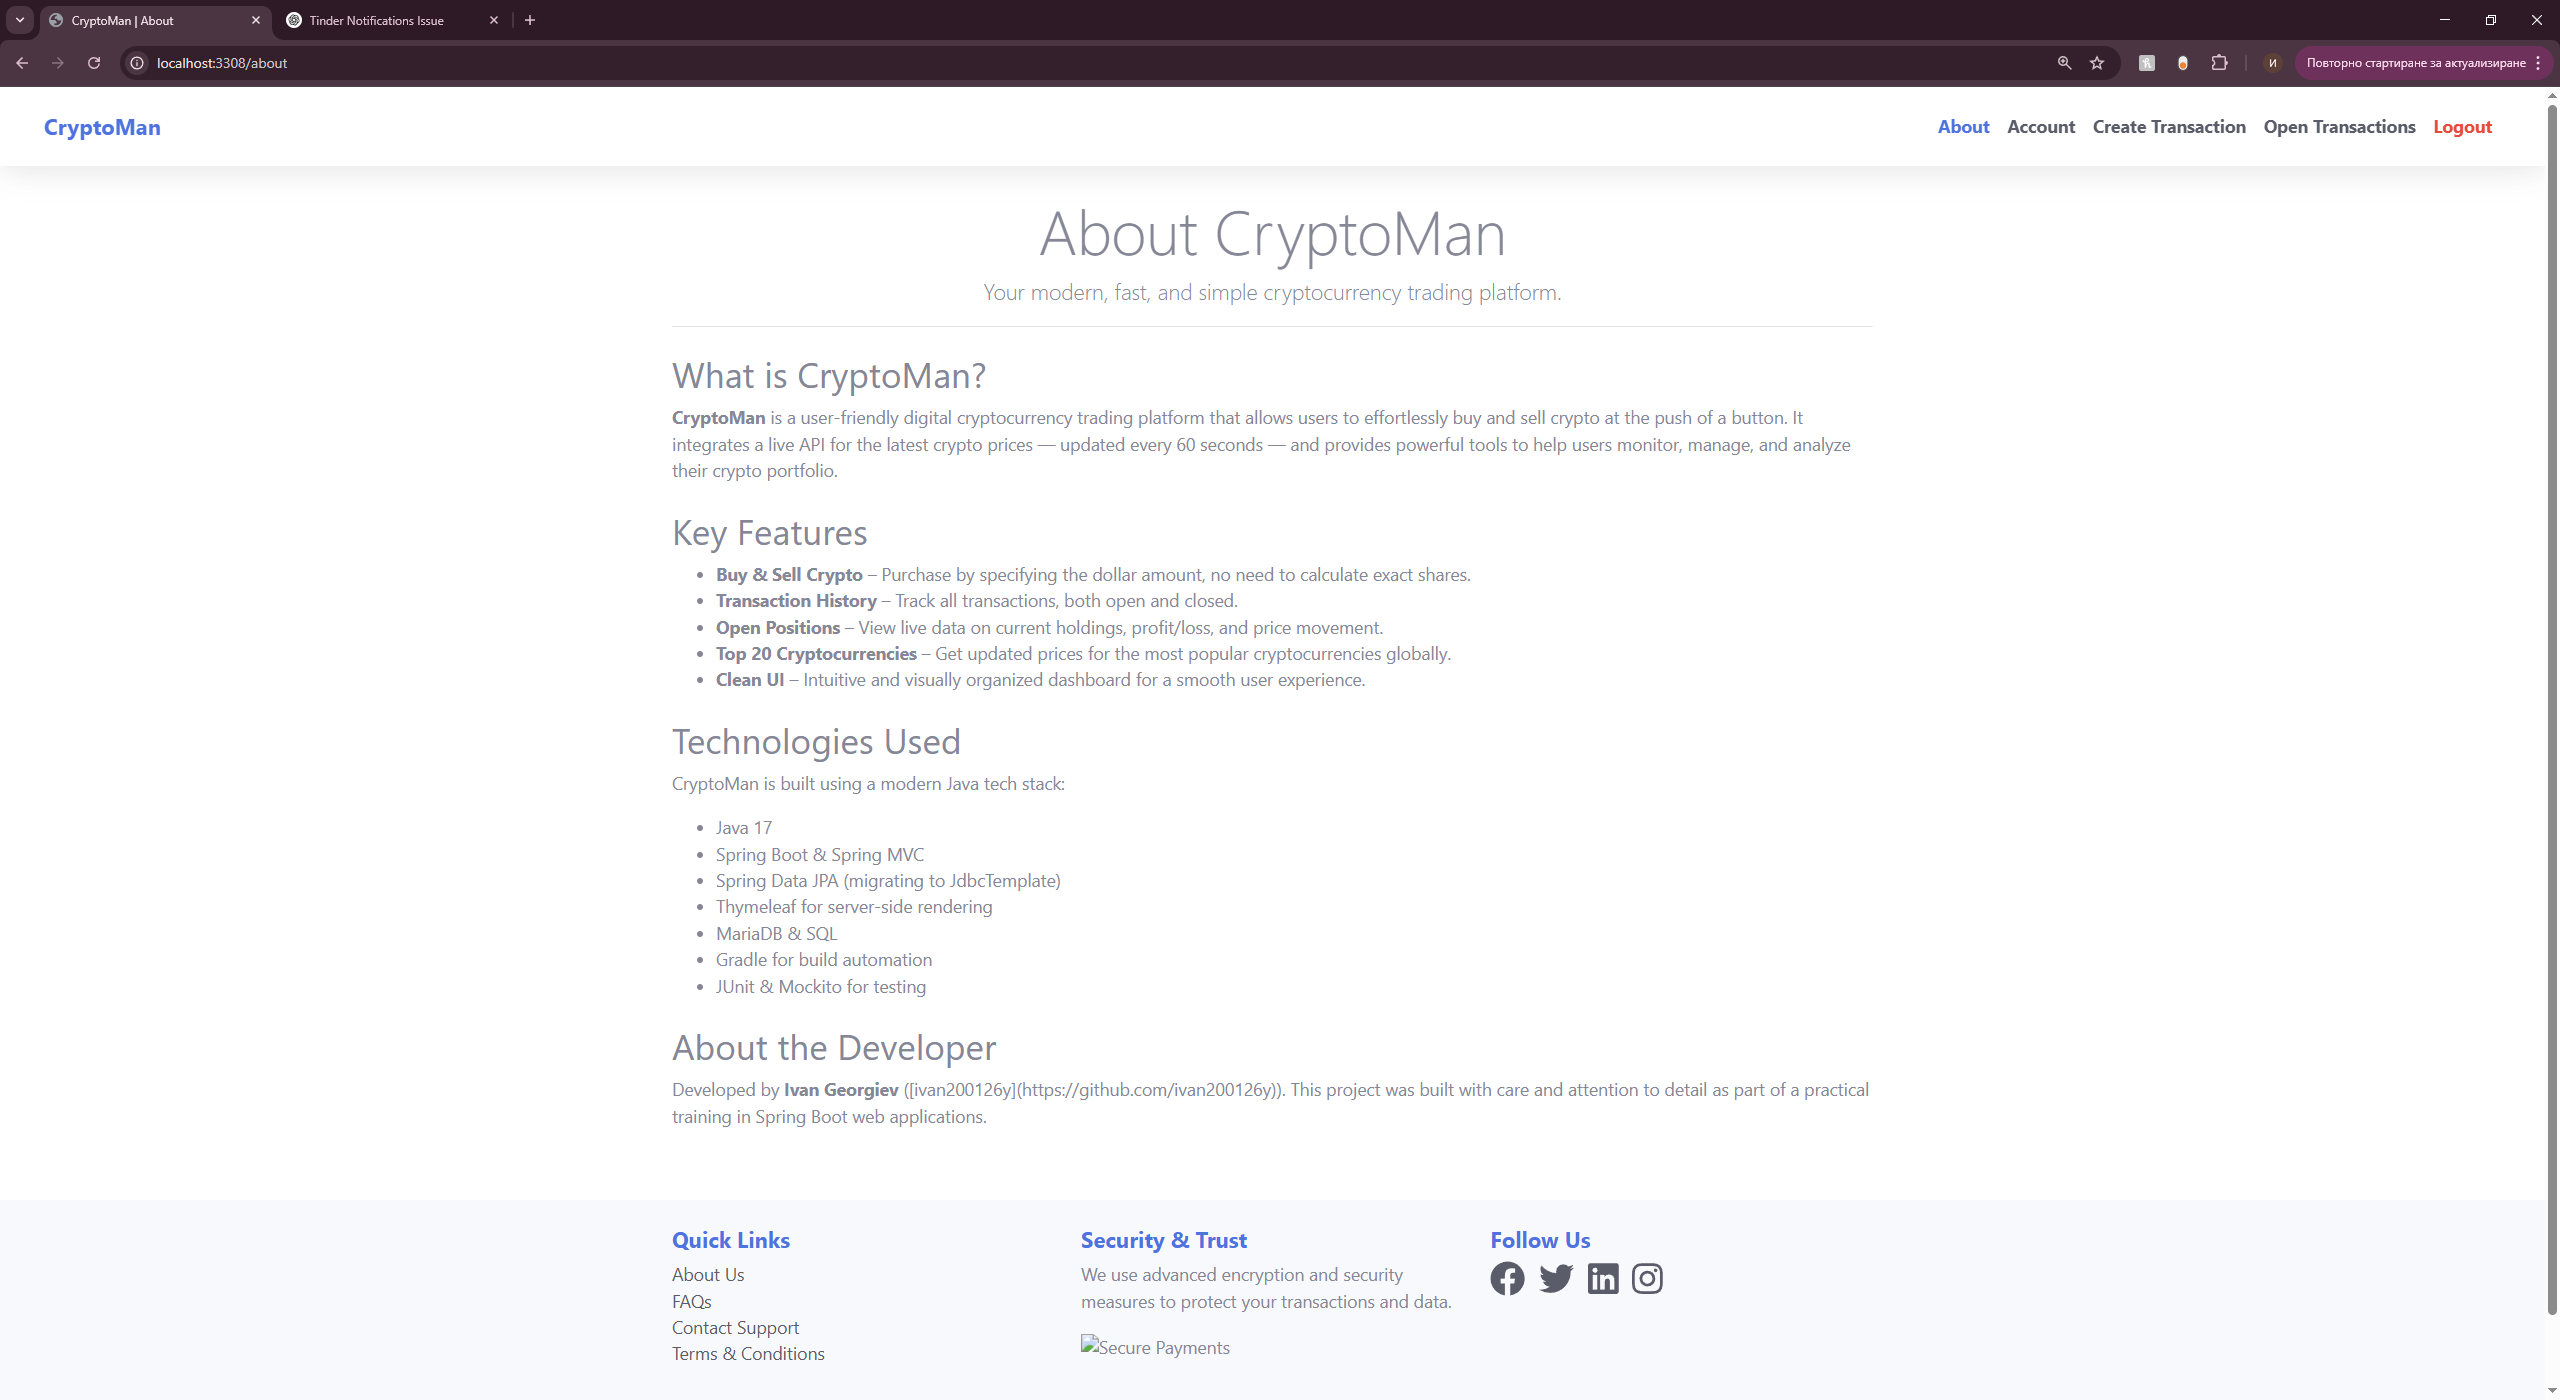 CryptoMan | About
Tinder Notifications Issue
localhost:3308/about
И
Повторно стартиране за актуализиране
CryptoMan
About Account Create Transaction Open Transactions Logout
About CryptoMan
Your modern, fast, and simple cryptocurrency trading platform.
What is CryptoMan?
CryptoMan is a user-friendly digital cryptocurrency trading platform that allows users to effortlessly buy and sell crypto at the push of a button. It
integrates a live API for the latest crypto prices — updated every 60 seconds — and provides powerful tools to help users monitor, manage, and analyze
their crypto portfolio.
Key Features
• Buy & Sell Crypto – Purchase by specifying the dollar amount, no need to calculate exact shares.
• Transaction History – Track all transactions, both open and closed.
• Open Positions – View live data on current holdings, profit/loss, and price movement.
• Top 20 Cryptocurrencies – Get updated prices for the most popular cryptocurrencies globally.
• Clean UI – Intuitive and visually organized dashboard for a smooth user experience.
Technologies Used
CryptoMan is built using a modern Java tech stack:
• Java 17
• Spring Boot & Spring MVC
• Spring Data JPA (migrating to JdbcTemplate)
• Thymeleaf for server-side rendering
• MariaDB & SQL
• Gradle for build automation
• JUnit & Mockito for testing
About the Developer
Developed by Ivan Georgiev ([ivan200126y](https://github.com/ivan200126y)). This project was built with care and attention to detail as part of a practical
training in Spring Boot web applications.
Quick Links
About Us
FAQs
Contact Support
Terms & Conditions
Security & Trust
We use advanced encryption and security
measures to protect your transactions and data.
Secure Payments
Follow Us